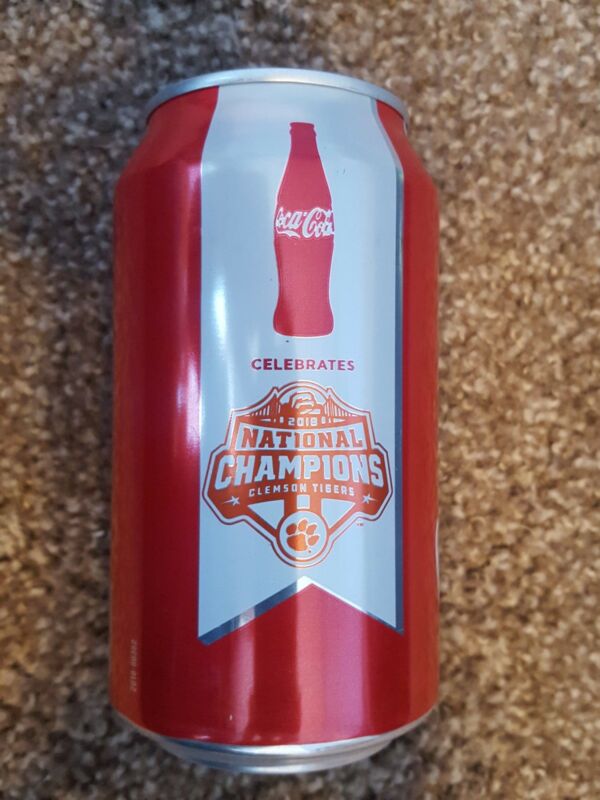 Coca-Cola
CELEBRATES
2018
NATIONAL
CHAMPIONS
CLEMSON TIGERS